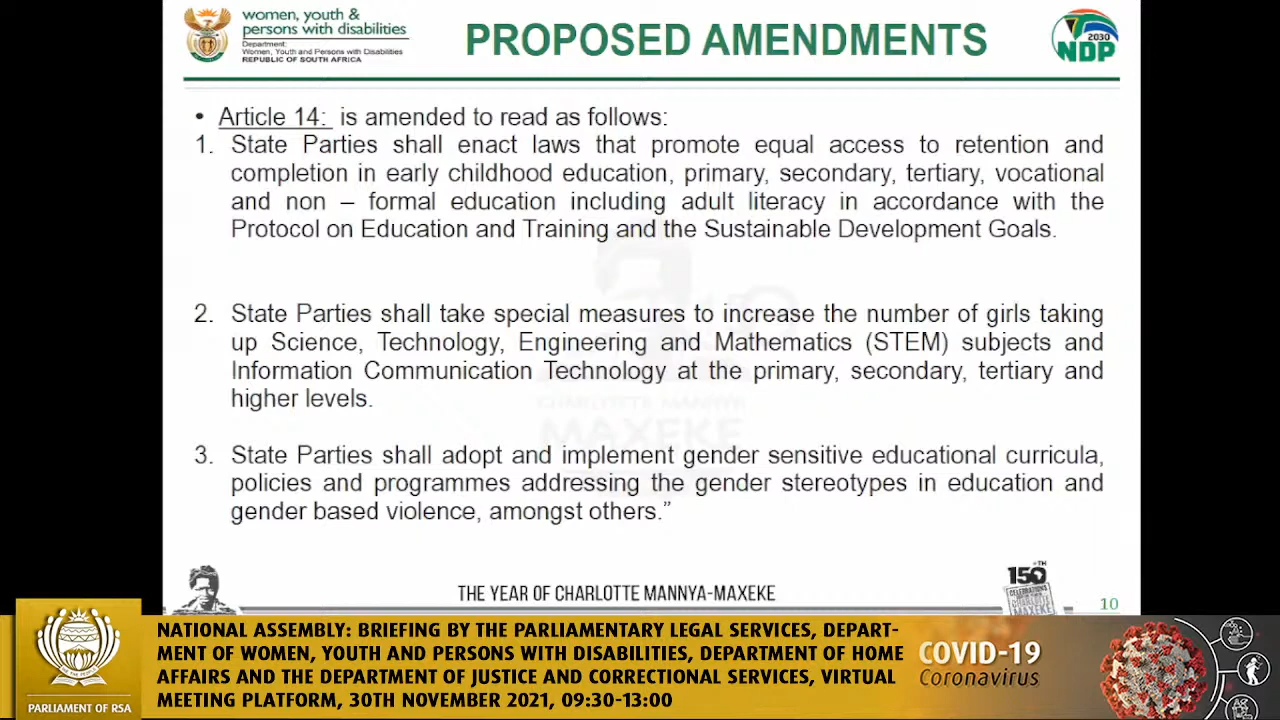 women, youth &
persons with disabilities
Department:
Women, Youth and Persons with Disabilities
REPUBLIC OF SOUTH AFRICA
PROPOSED AMENDMENTS
2030
NDP
• Article 14: is amended to read as follows:
1. State Parties shall enact laws that promote equal access to retention and
completion in early childhood education, primary, secondary, tertiary, vocational
and non – formal education including adult literacy in accordance with the
Protocol on Education and Training and the Sustainable Development Goals.
2. State Parties shall take special measures to increase the number of girls taking
up Science, Technology, Engineering and Mathematics (STEM) subjects and
Information Communication Technology at the primary, secondary, tertiary and
higher levels.
CHARLOTTE MANNYA
MAXEKE
3. State Parties shall adopt and implement gender sensitive educational curricula,
policies and programmes addressing the gender stereotypes in education and
gender based violence, amongst others.”
THE YEAR OF CHARLOTTE MANNYA-MAXEKE
150TH
CELEBRATIONS
10
PARLIAMENT OF RSA
NATIONAL ASSEMBLY: BRIEFING BY THE PARLIAMENTARY LEGAL SERVICES, DEPART-
MENT OF WOMEN, YOUTH AND PERSONS WITH DISABILITIES, DEPARTMENT OF HOME
AFFAIRS AND THE DEPARTMENT OF JUSTICE AND CORRECTIONAL SERVICES, VIRTUAL
MEETING PLATFORM, 30TH NOVEMBER 2021, 09:30-13:00
COVID-19
Coronavirus